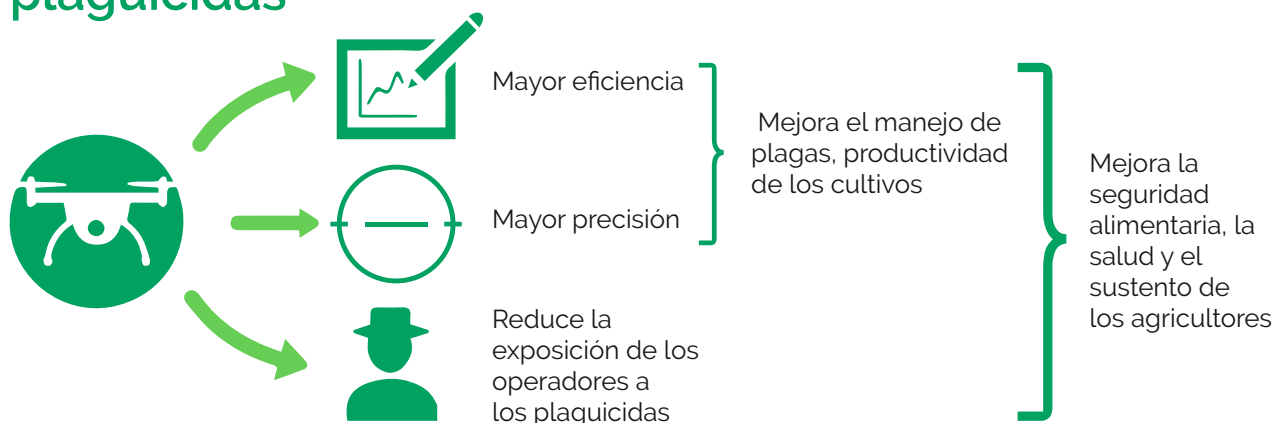 plaguicidas
Mayor eficiencia
Mayor precisión
Reduce la
exposición de los
operadores a
los plaguicidas
Mejora el manejo de
plagas, productividad
de los cultivos
Mejora la
seguridad
alimentaria, la
salud y el
sustento de
los agricultores